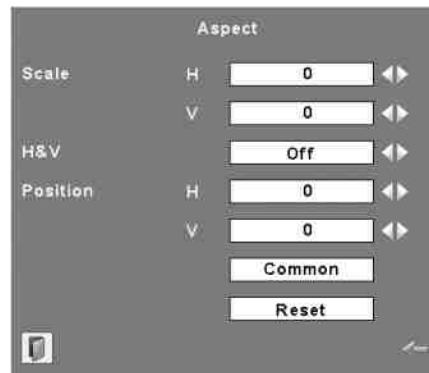 Aspect
Scale H 0
V 0
H&V Off
Position H 0
V 0
Common
Reset